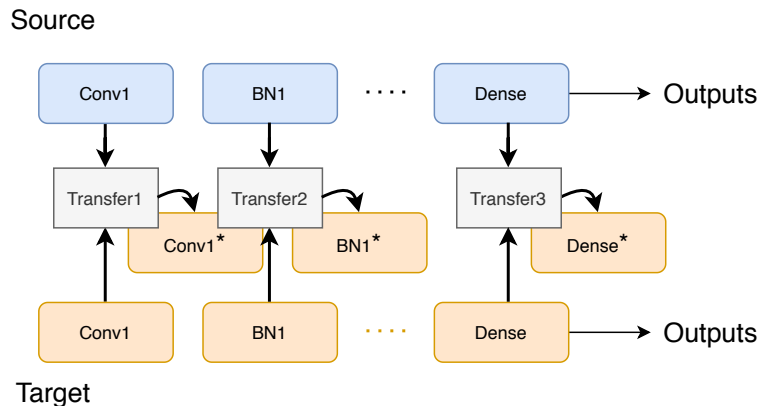 Source
Conv1
BN1
....
Dense
Outputs
Transfer1
Transfer2
Transfer3
Conv1*
BN1*
Dense*
Conv1
BN1
....
Dense
Outputs
Target